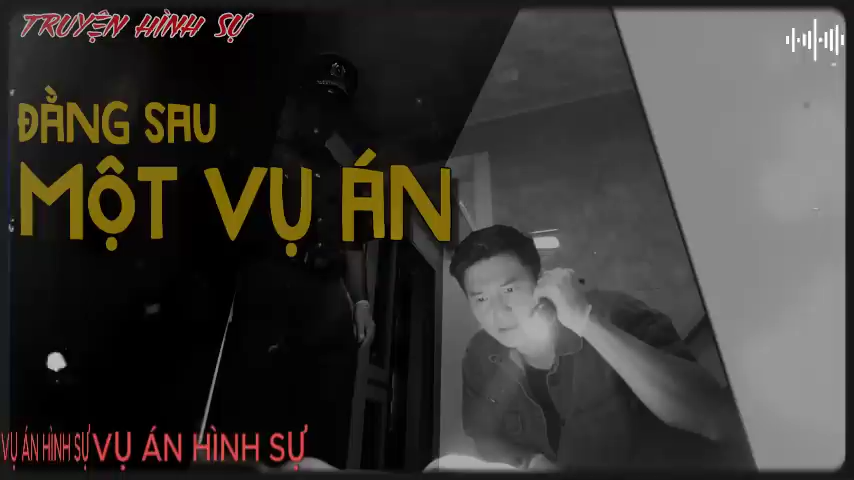 TRUYỆN HÌNH SỰ
ĐẰNG SAU
MỘT VỤ ÁN
VỤ ÁN HÌNH SỰ VỤ ÁN HÌNH SỰ